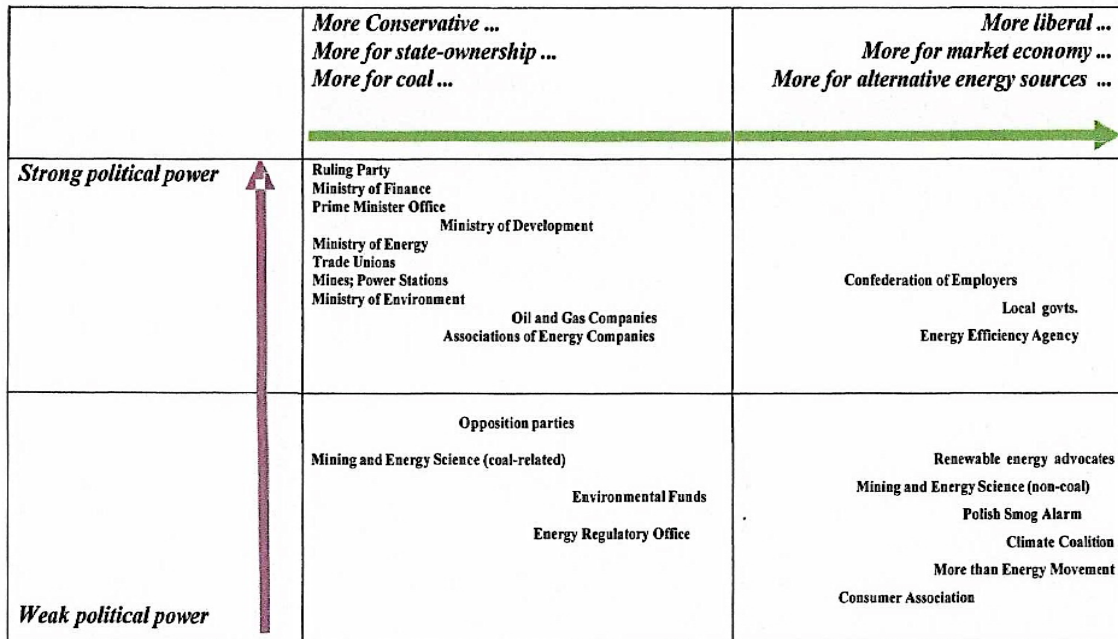 More Conservative ...
More for state-ownership ...
More for coal ...
More liberal ...
More for market economy ...
More for alternative energy sources ...
Strong political power
Ruling Party
Ministry of Finance
Prime Minister Office
Ministry of Development
Ministry of Energy
Trade Unions
Mines; Power Stations
Ministry of Environment
Oil and Gas Companies
Associations of Energy Companies
Confederation of Employers
Local govts.
Energy Efficiency Agency
Weak political power
Opposition parties
Mining and Energy Science (coal-related)
Environmental Funds
Energy Regulatory Office
Renewable energy advocates
Mining and Energy Science (non-coal)
Polish Smog Alarm
Climate Coalition
More than Energy Movement
Consumer Association